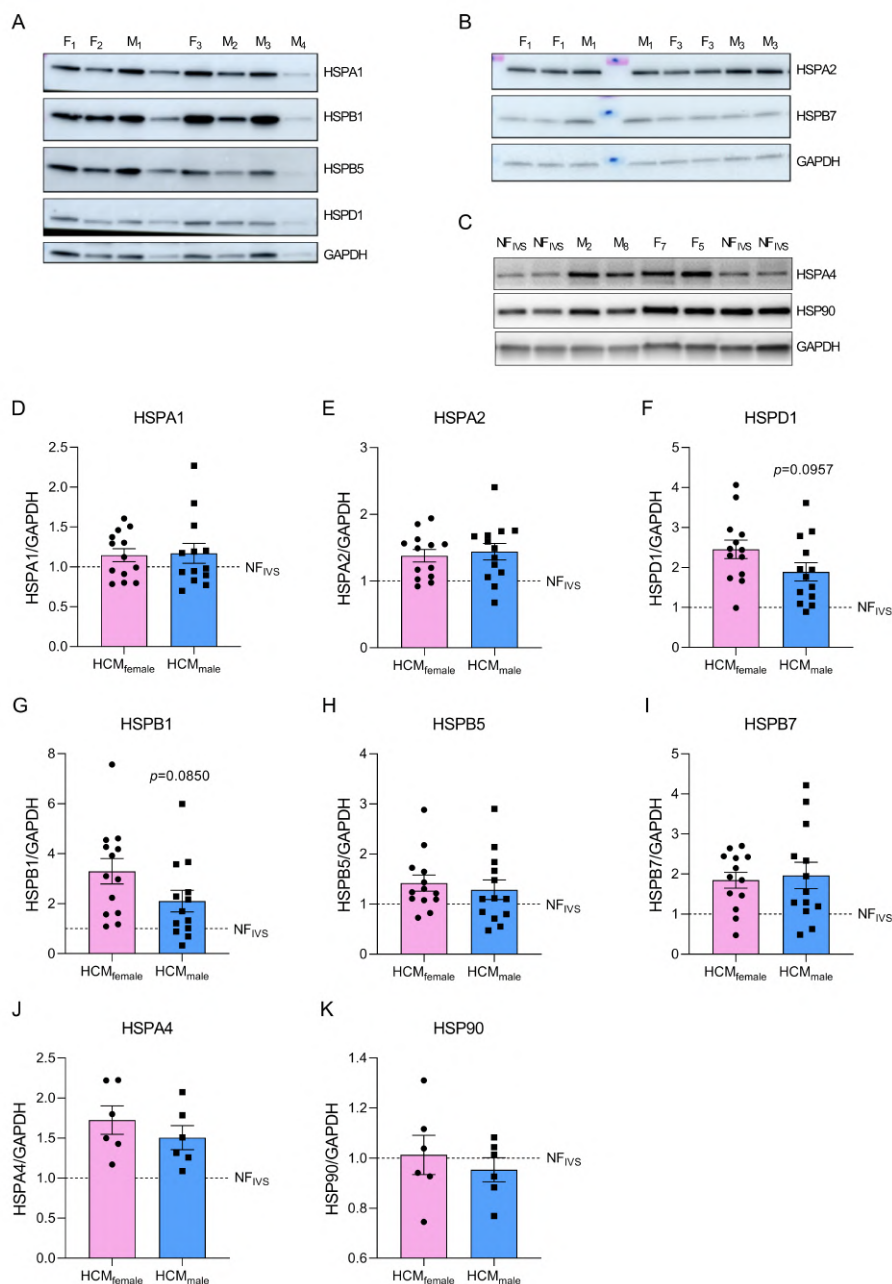 A
F1 F2 M1 F3 M2 M3 M4
HSPA1
HSPB1
HSPB5
HSPD1
GAPDH
B
F1 F1 M1 M1 F3 F3 M3 M3
HSPA2
HSPB7
GAPDH
C
NFIVS NFIVS M2 M8 F7 F5 NFIVS NFIVS
HSPA4
HSP90
GAPDH
D
HSPA1
HSPA1/GAPDH
2.5
2.0
1.5
1.0
0.5
0.0
NFIVS
HCMfemale HCMmale
E
HSPA2
HSPA2/GAPDH
3
2
1
0
NFIVS
HCMfemale HCMmale
F
HSPD1
HSPD1/GAPDH
5
4
3
2
1
0
p=0.0957
NFIVS
HCMfemale HCMmale
G
HSPB1
HSPB1/GAPDH
8
6
4
2
0
p=0.0850
NFIVS
HCMfemale HCMmale
H
HSPB5
HSPB5/GAPDH
4
3
2
1
0
NFIVS
HCMfemale HCMmale
I
HSPB7
HSPB7/GAPDH
5
4
3
2
1
0
NFIVS
HCMfemale HCMmale
J
HSPA4
HSPA4/GAPDH
2.5
2.0
1.5
1.0
0.5
0.0
NFIVS
HCMfemale HCMmale
K
HSP90
HSP90/GAPDH
1.4
1.2
1.0
0.8
0.6
NFIVS
HCMfemale HCMmale